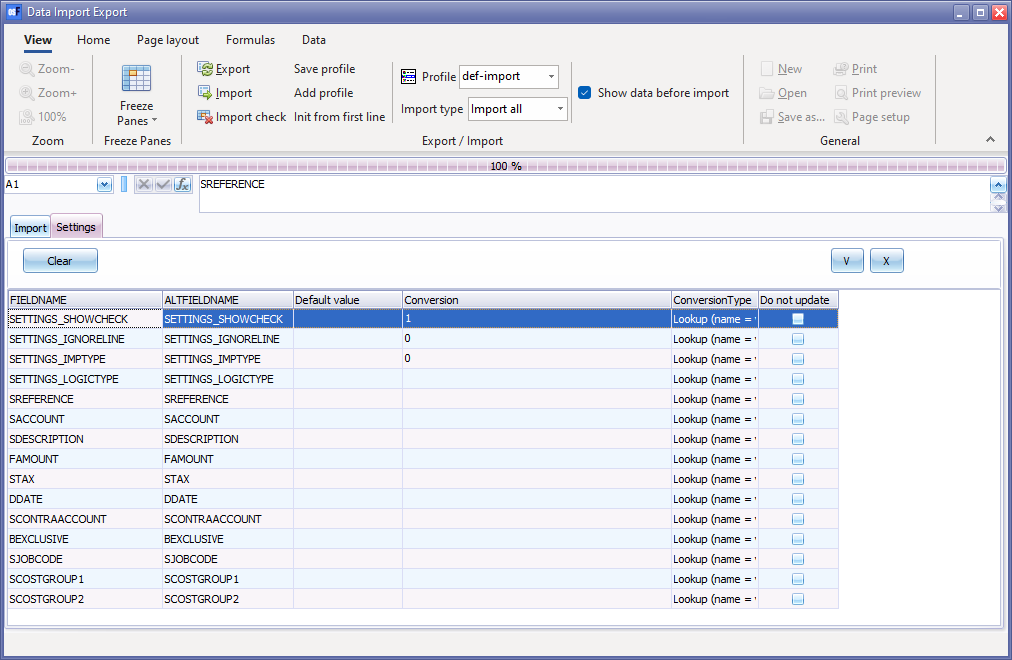 Data Import Export
View Home Page layout Formulas Data
Zoom-
Zoom+
100%
Zoom
Freeze
Panes
Freeze Panes
Export Save profile
Import Add profile
Import check Init from first line
Profile def-import
Import type Import all
Show data before import
Export / Import
New Print
Open Print preview
Save as... Page setup
General
100 %
A1 fx SREFERENCE
Import Settings
Clear V X
FIELDNAME ALTFIELDNAME Default value Conversion ConversionType Do not update
SETTINGS_SHOWCHECK SETTINGS_SHOWCHECK 1 Lookup (name =
SETTINGS_IGNORELINE SETTINGS_IGNORELINE 0 Lookup (name =
SETTINGS_IMPTYPE SETTINGS_IMPTYPE 0 Lookup (name =
SETTINGS_LOGICTYPE SETTINGS_LOGICTYPE Lookup (name =
SREFERENCE SREFERENCE Lookup (name =
SACCOUNT SACCOUNT Lookup (name =
SDESCRIPTION SDESCRIPTION Lookup (name =
FAMOUNT FAMOUNT Lookup (name =
STAX STAX Lookup (name =
DDATE DDATE Lookup (name =
SCONTRAACCOUNT SCONTRAACCOUNT Lookup (name =
BEXCLUSIVE BEXCLUSIVE Lookup (name =
SJOBCODE SJOBCODE Lookup (name =
SCOSTGROUP1 SCOSTGROUP1 Lookup (name =
SCOSTGROUP2 SCOSTGROUP2 Lookup (name =